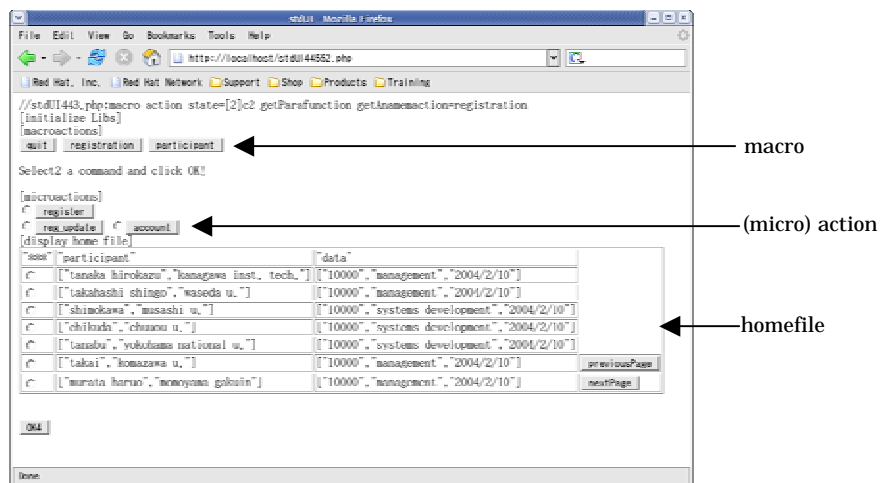 stdUI - Mozilla Firefox
File Edit View Go Bookmarks Tools Help
http://localhost/stdUI44552.php
Red Hat, Inc. Red Hat Network Support Shop Products Training
//stdUI443.php:macro action state=[2]c2 getParafunction getAnamemaction=registration
[initialize Libs]
[macroactions]
quit registration participant
macro
Select2 a command and click OK!
[microactions]
register
reg_update account
(micro) action
[display home file]
"***" "participant" "data"
["tanaka hirokazu","kanagawa inst. tech."] ["10000","management","2004/2/10"]
["takahashi shingo","waseda u."] ["10000","management","2004/2/10"]
["shimokawa","musashi u."] ["10000","systems development","2004/2/10"]
homefile
["chikuda","chuuou u."] ["10000","systems development","2004/2/10"]
["tanabu","yokohama national u."] ["10000","systems development","2004/2/10"]
["takai","komazawa u."] ["10000","management","2004/2/10"] previousPage
["murata haruo","momoyama gakuin"] ["10000","management","2004/2/10"] nextPage
OK4
Done